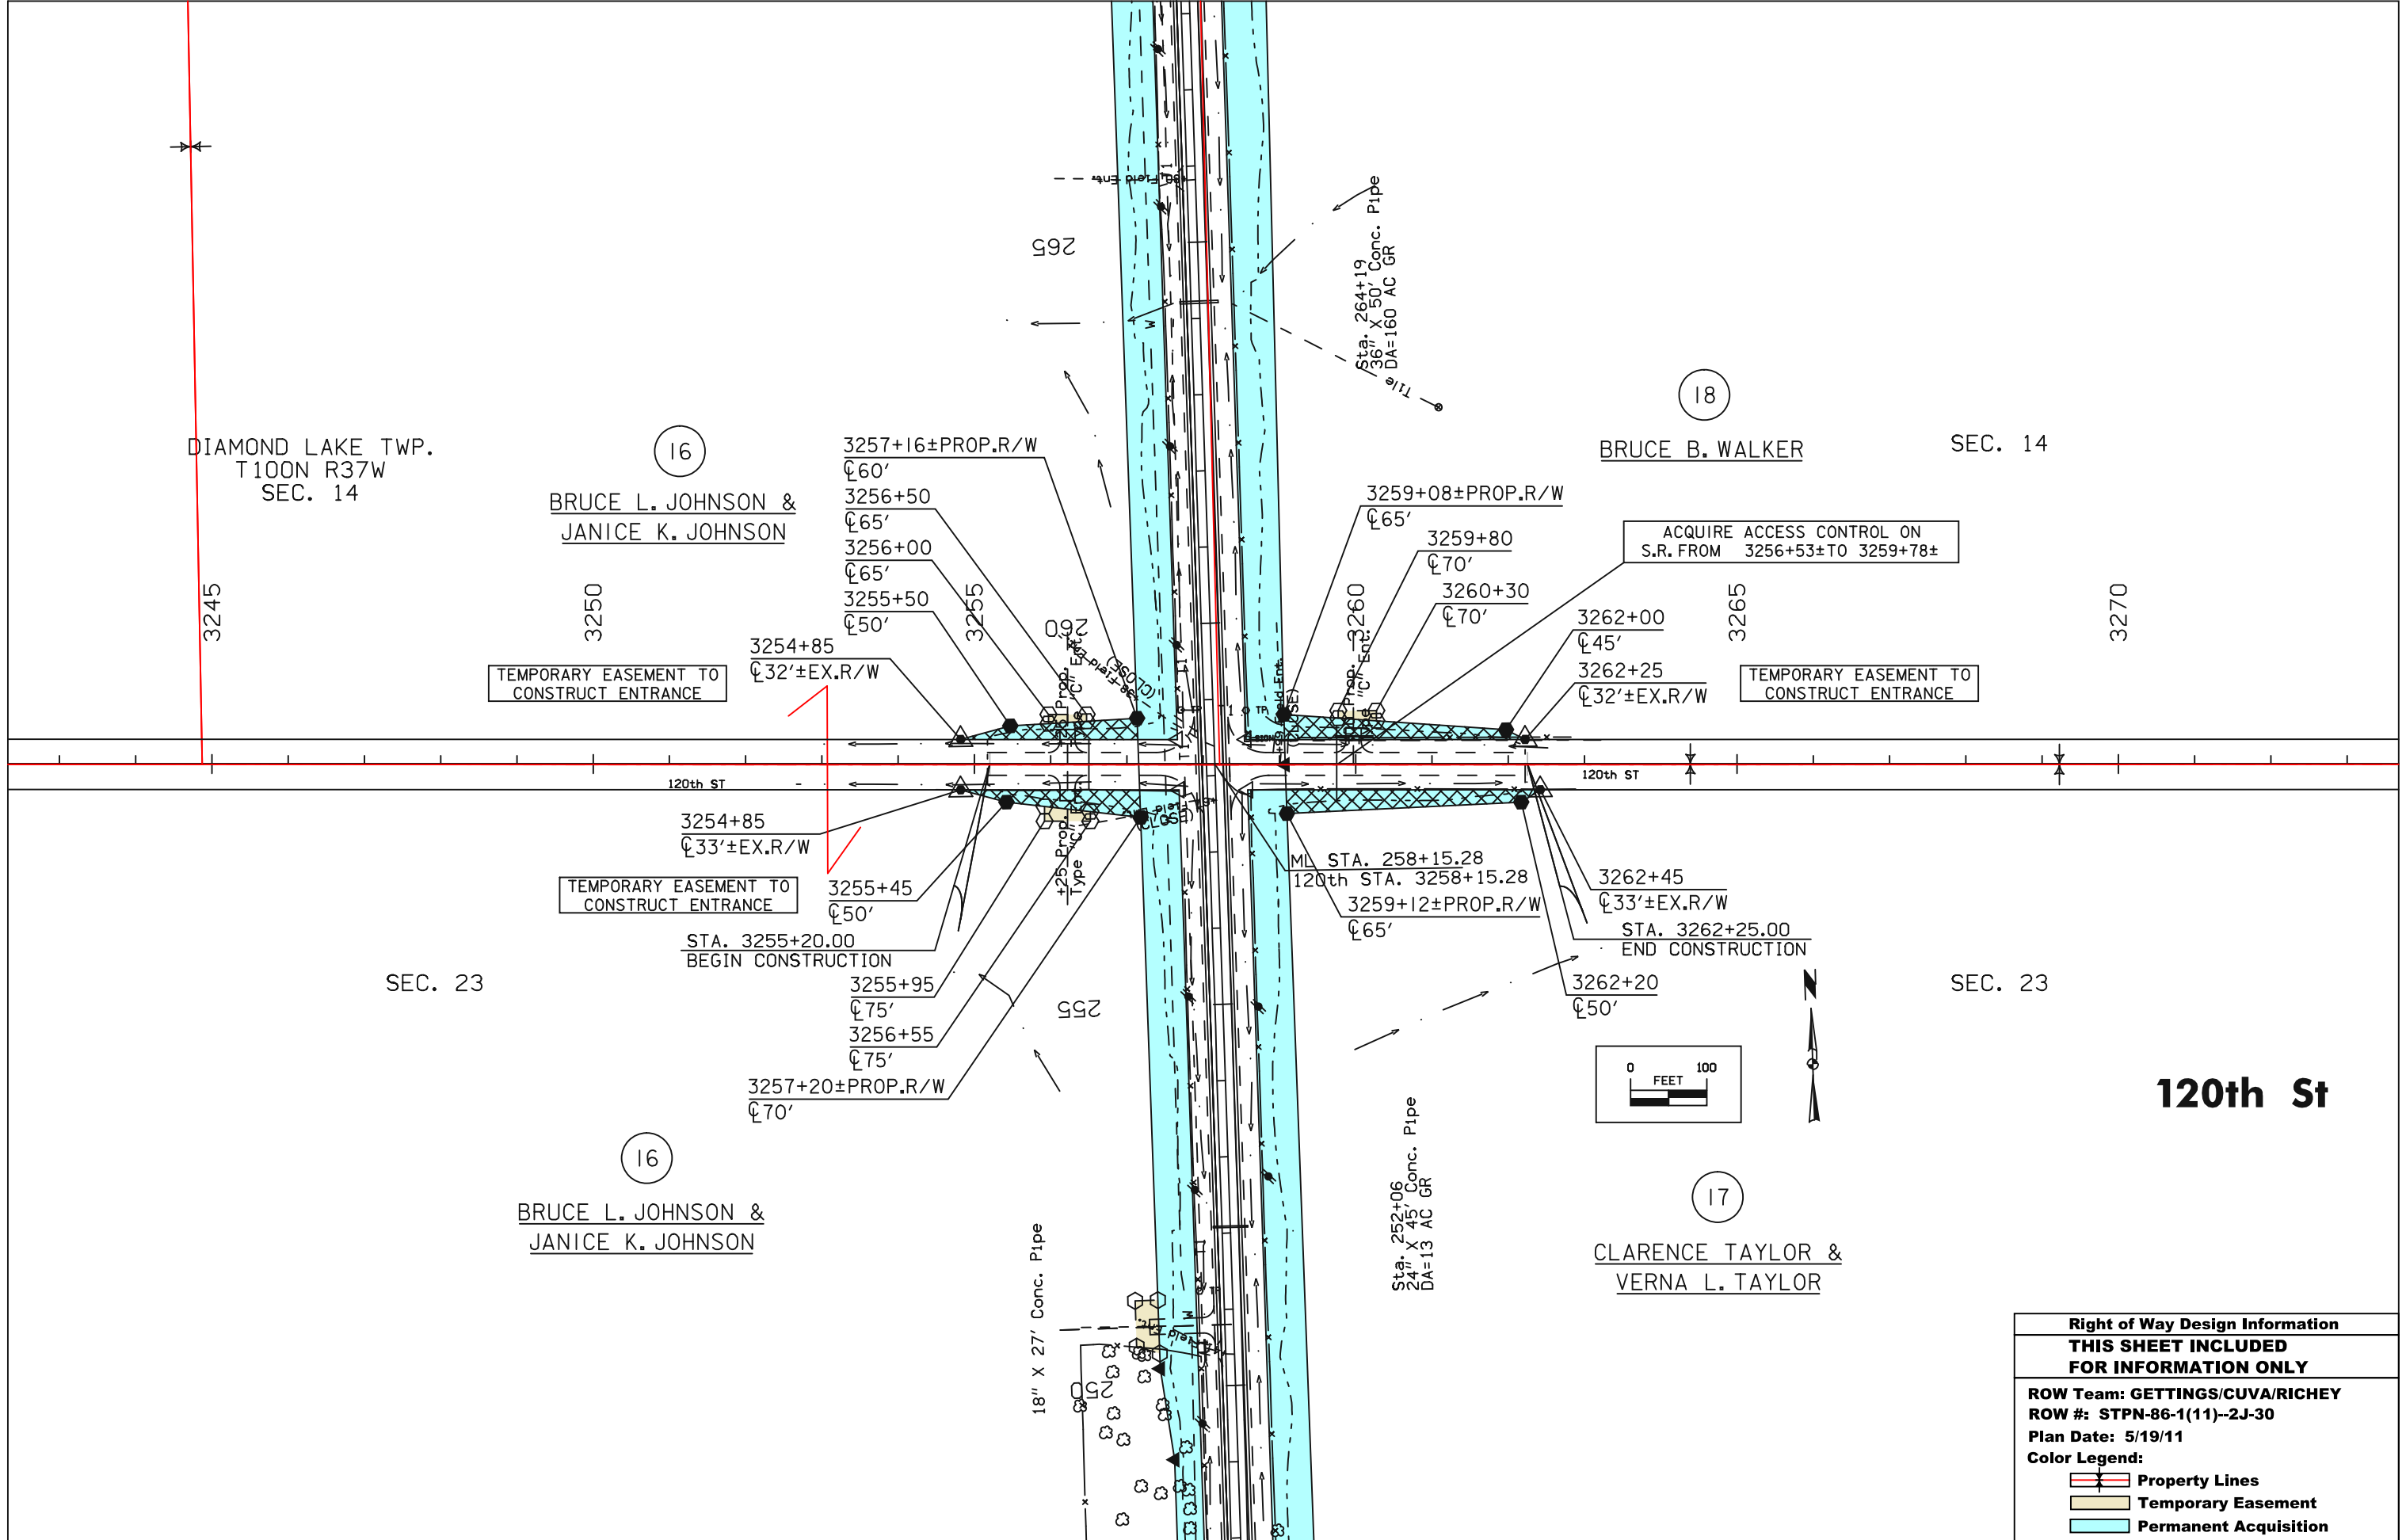 265
Sta. 264+19
36" X 50' Conc. Pipe
DA=160 AC GR
Tile
DIAMOND LAKE TWP.
T100N R37W
SEC. 14
16
BRUCE L. JOHNSON &
JANICE K. JOHNSON
18
BRUCE B. WALKER
SEC. 14
3257+16±PROP.R/W
℄60'
3256+50
℄65'
3256+00
℄65'
3255+50
℄50'
3254+85
℄32'±EX.R/W
3259+08±PROP.R/W
℄65'
3259+80
℄70'
3260+30
℄70'
ACQUIRE ACCESS CONTROL ON
S.R. FROM 3256+53±TO 3259+78±
3262+00
℄45'
3262+25
℄32'±EX.R/W
3245
3250
3255
260
3260
3265
3270
TEMPORARY EASEMENT TO
CONSTRUCT ENTRANCE
TEMPORARY EASEMENT TO
CONSTRUCT ENTRANCE
(CLOSE)
120th ST
120th ST
3254+85
℄33'±EX.R/W
TEMPORARY EASEMENT TO
CONSTRUCT ENTRANCE
3255+45
℄50'
+25 Prop.
Type "C"
(CLOSE)
STA. 3255+20.00
BEGIN CONSTRUCTION
3255+95
℄75'
3256+55
℄75'
3257+20±PROP.R/W
℄70'
ML STA. 258+15.28
120th STA. 3258+15.28
3259+12±PROP.R/W
℄65'
3262+45
℄33'±EX.R/W
STA. 3262+25.00
END CONSTRUCTION
3262+20
℄50'
SEC. 23
255
SEC. 23
N
0 100
FEET
120th St
16
BRUCE L. JOHNSON &
JANICE K. JOHNSON
18" X 27' Conc. Pipe
Sta. 252+06
24" X 45' Conc. Pipe
DA=13 AC GR
17
CLARENCE TAYLOR &
VERNA L. TAYLOR
250
Right of Way Design Information
THIS SHEET INCLUDED
FOR INFORMATION ONLY
ROW Team: GETTINGS/CUVA/RICHEY
ROW #: STPN-86-1(11)--2J-30
Plan Date: 5/19/11
Color Legend:
Property Lines
Temporary Easement
Permanent Acquisition